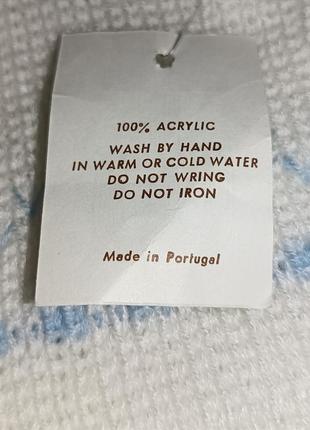 100% ACRYLIC
WASH BY HAND
IN WARM OR COLD WATER
DO NOT WRING
DO NOT IRON
Made in Portugal